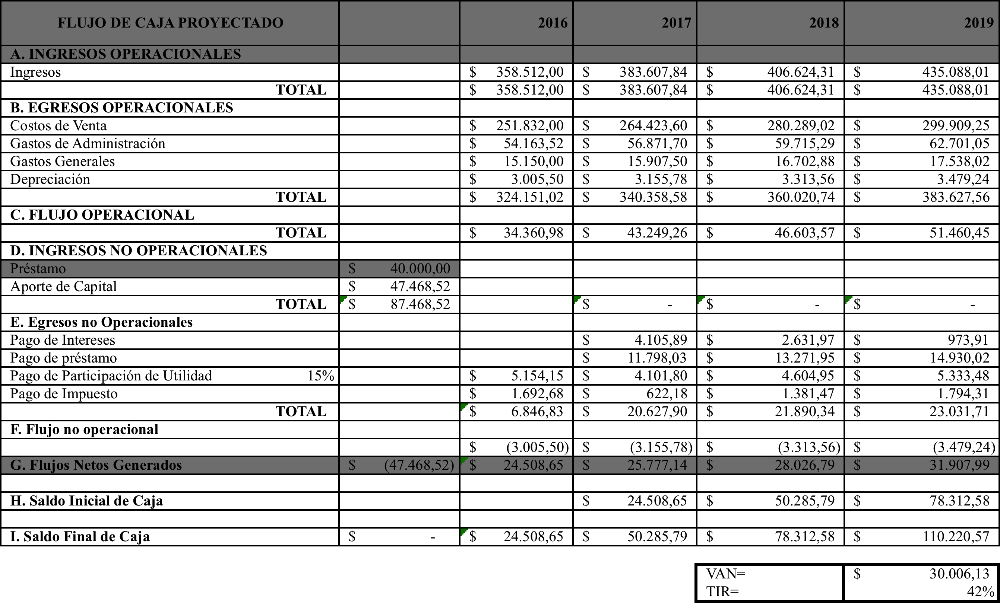 FLUJO DE CAJA PROYECTADO 2016 2017 2018 2019
A. INGRESOS OPERACIONALES
Ingresos $ 358.512,00 $ 383.607,84 $ 406.624,31 $ 435.088,01
TOTAL $ 358.512,00 $ 383.607,84 $ 406.624,31 $ 435.088,01
B. EGRESOS OPERACIONALES
Costos de Venta $ 251.832,00 $ 264.423,60 $ 280.289,02 $ 299.909,25
Gastos de Administración $ 54.163,52 $ 56.871,70 $ 59.715,29 $ 62.701,05
Gastos Generales $ 15.150,00 $ 15.907,50 $ 16.702,88 $ 17.538,02
Depreciación $ 3.005,50 $ 3.155,78 $ 3.313,56 $ 3.479,24
TOTAL $ 324.151,02 $ 340.358,58 $ 360.020,74 $ 383.627,56
C. FLUJO OPERACIONAL
TOTAL $ 34.360,98 $ 43.249,26 $ 46.603,57 $ 51.460,45
D. INGRESOS NO OPERACIONALES
Préstamo $ 40.000,00
Aporte de Capital $ 47.468,52
TOTAL $ 87.468,52 $ - $ - $ -
E. Egresos no Operacionales
Pago de Intereses $ 4.105,89 $ 2.631,97 $ 973,91
Pago de préstamo $ 11.798,03 $ 13.271,95 $ 14.930,02
Pago de Participación de Utilidad 15% $ 5.154,15 $ 4.101,80 $ 4.604,95 $ 5.333,48
Pago de Impuesto $ 1.692,68 $ 622,18 $ 1.381,47 $ 1.794,31
TOTAL $ 6.846,83 $ 20.627,90 $ 21.890,34 $ 23.031,71
F. Flujo no operacional
$ (3.005,50) $ (3.155,78) $ (3.313,56) $ (3.479,24)
G. Flujos Netos Generados $ (47.468,52) $ 24.508,65 $ 25.777,14 $ 28.026,79 $ 31.907,99
H. Saldo Inicial de Caja $ 24.508,65 $ 50.285,79 $ 78.312,58
I. Saldo Final de Caja $ - $ 24.508,65 $ 50.285,79 $ 78.312,58 $ 110.220,57
VAN= $ 30.006,13
TIR= 42%